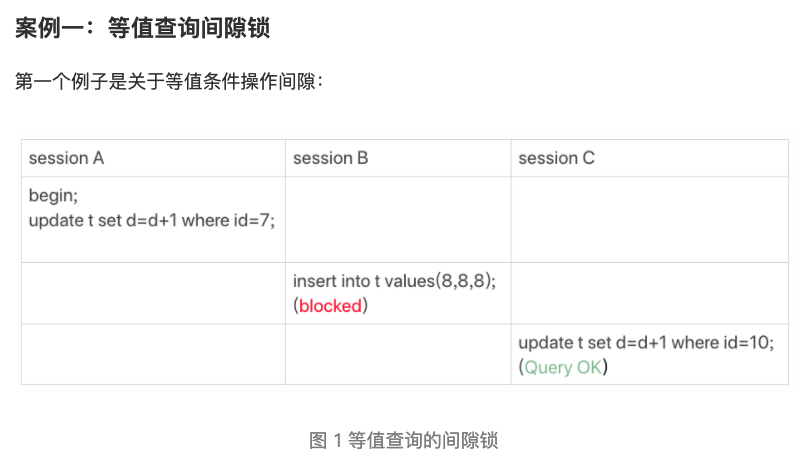 案例一：等值查询间隙锁
第一个例子是关于等值条件操作间隙：
session A
session B
session C
begin;
update t set d=d+1 where id=7;
insert into t values(8,8,8);
(blocked)
update t set d=d+1 where id=10;
(Query OK)
图 1 等值查询的间隙锁